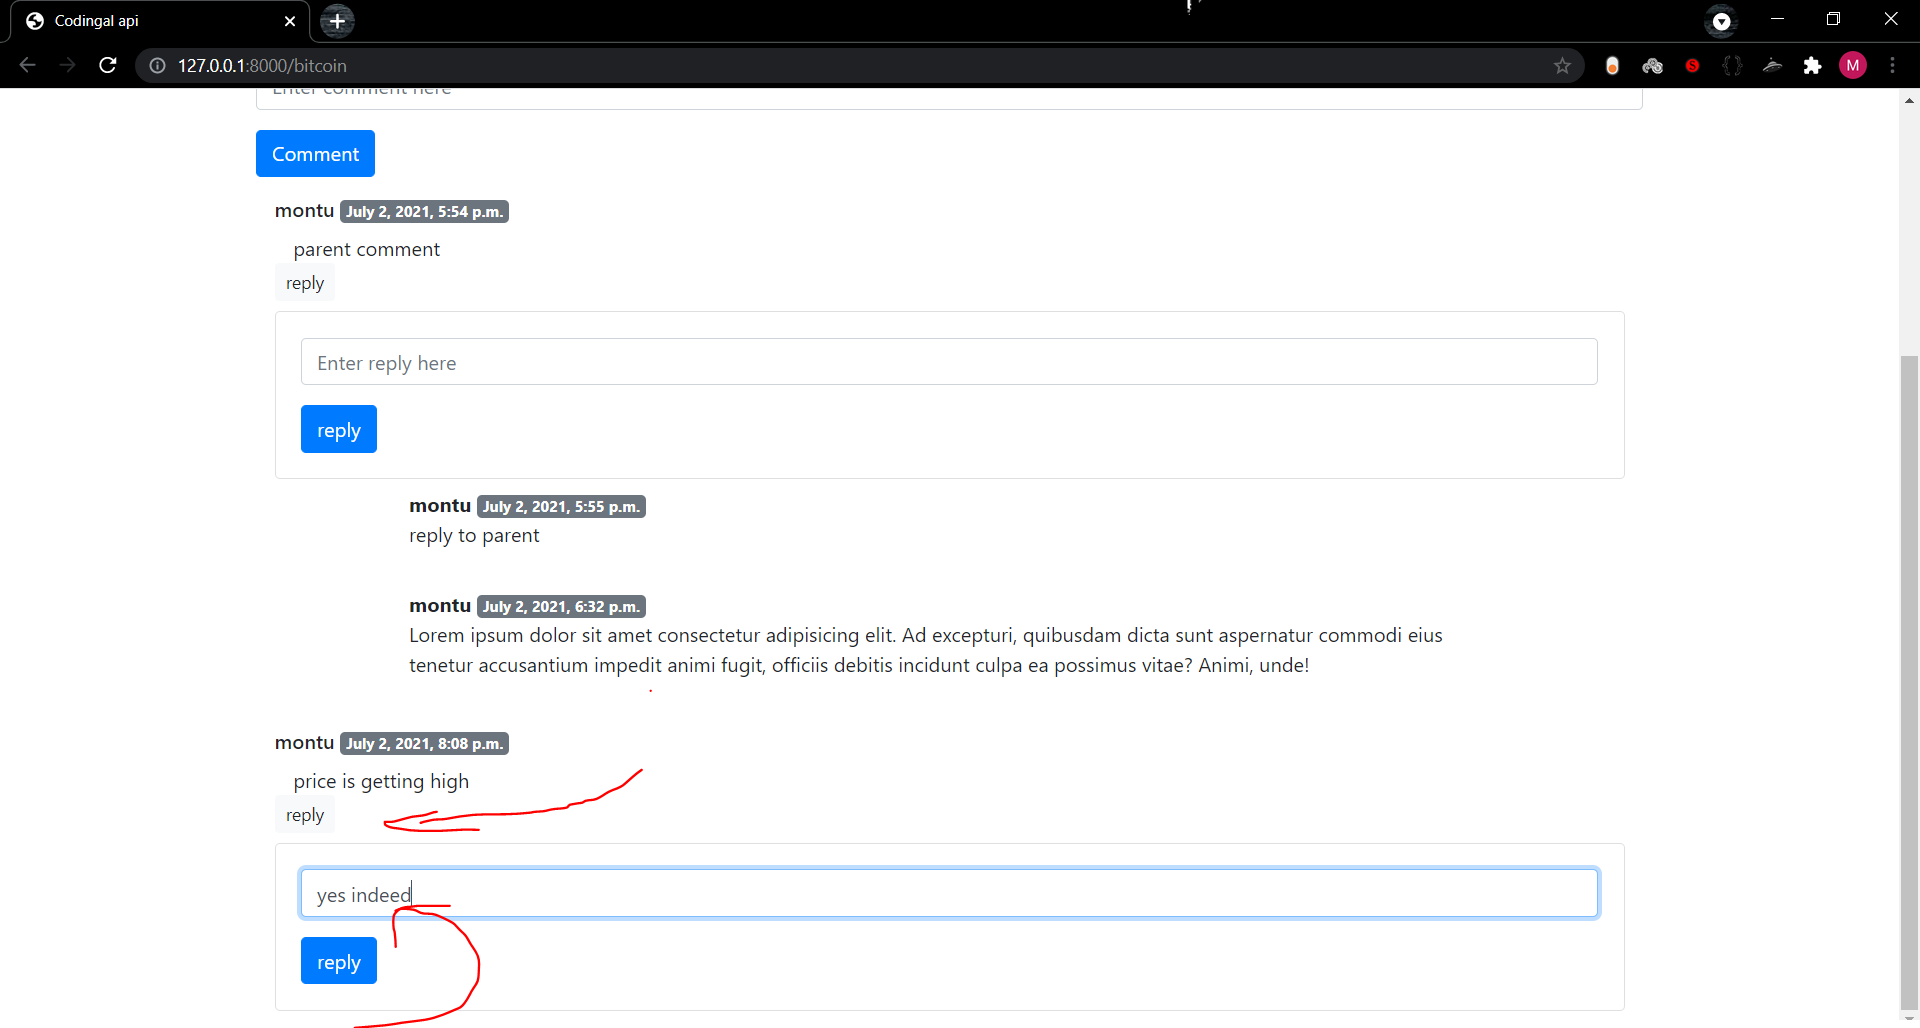 Codingal api
127.0.0.1:8000/bitcoin
S
M
Enter comment here
Comment
montu July 2, 2021, 5:54 p.m.
parent comment
reply
Enter reply here
reply
montu July 2, 2021, 5:55 p.m.
reply to parent
montu July 2, 2021, 6:32 p.m.
Lorem ipsum dolor sit amet consectetur adipisicing elit. Ad excepturi, quibusdam dicta sunt aspernatur commodi eius
tenetur accusantium impedit animi fugit, officiis debitis incidunt culpa ea possimus vitae? Animi, unde!
montu July 2, 2021, 8:08 p.m.
price is getting high
reply
yes indeed
reply